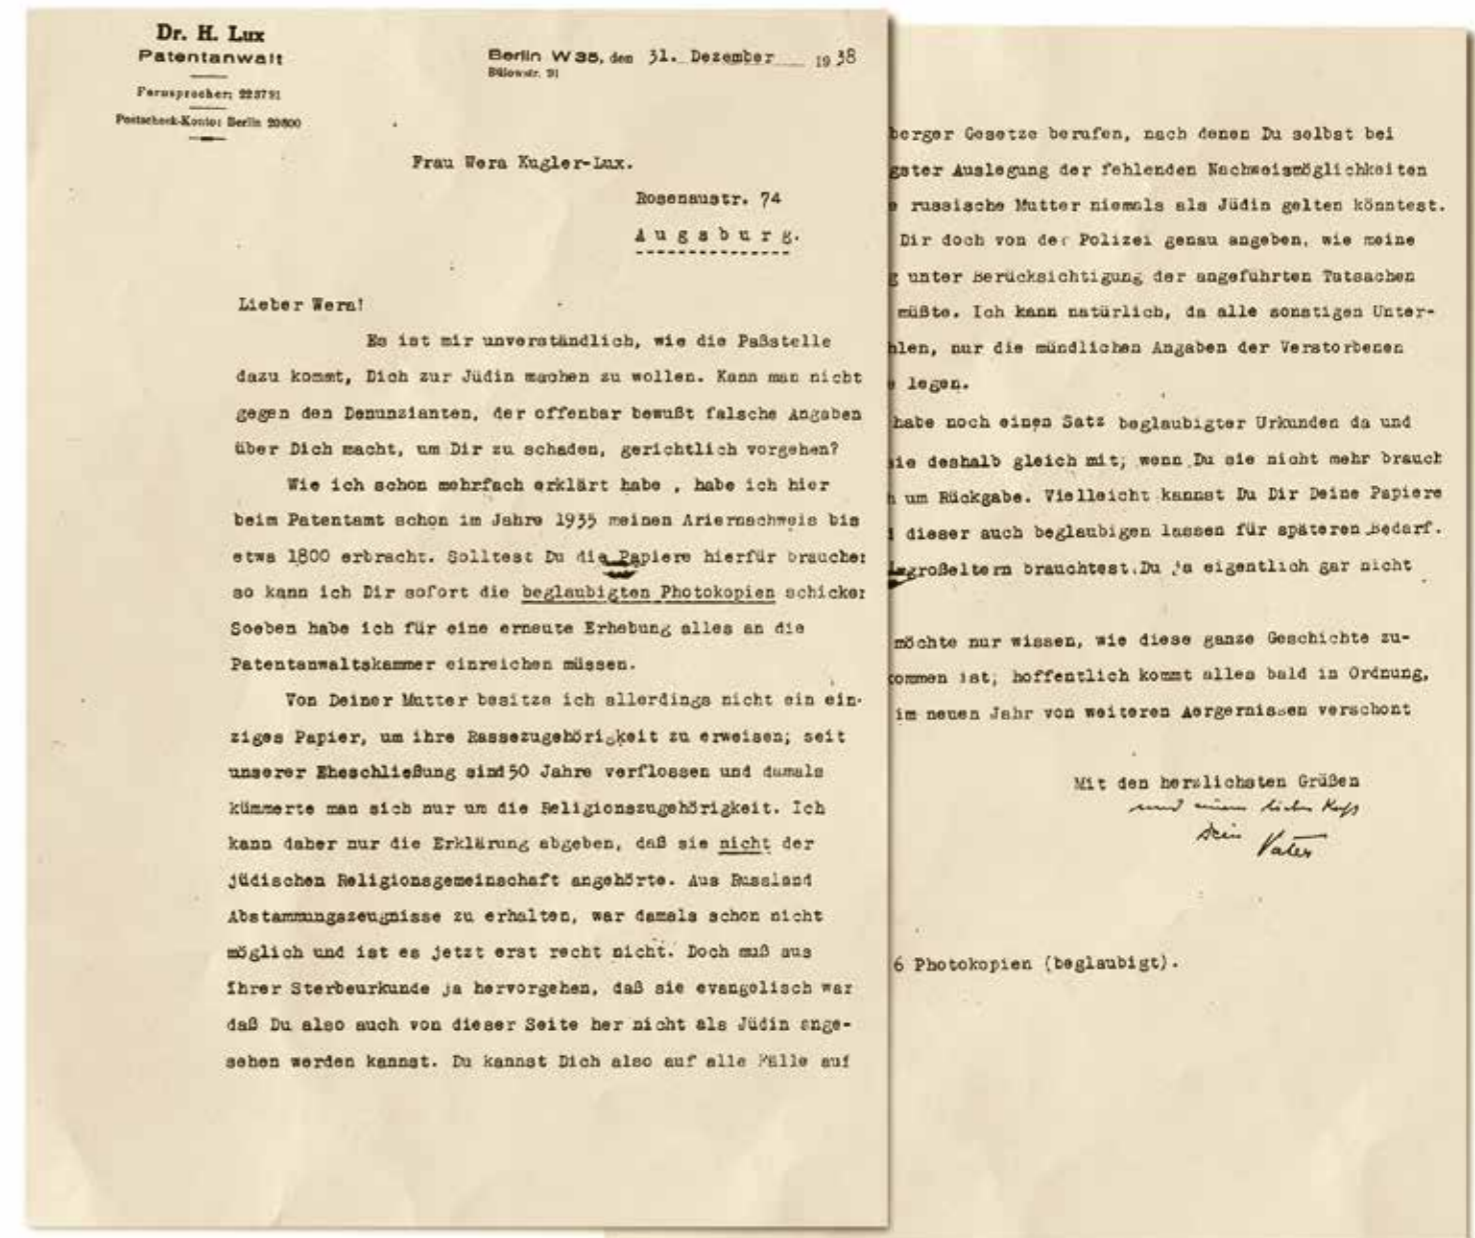 Dr. H. Lux
Patentanwalt
Fernsprecher: 223791
Postscheck-Konto: Berlin 20800
Berlin W 35, den 31. Dezember 1938
Bülowstr. 91
Frau Wera Kugler-Lux.
Rosenaustr. 74
Augsburg.
Lieber Wera!
Es ist mir unverständlich, wie die Paßstelle
dazu kommt, Dich zur Jüdin machen zu wollen. Kann man nicht
gegen den Denunzianten, der offenbar bewußt falsche Angaben
über Dich macht, um Dir zu schaden, gerichtlich vorgehen?
Wie ich schon mehrfach erklärt habe , habe ich hier
beim Patentamt schon im Jahre 1935 meinen Ariernachweis bis
etwa 1800 erbracht. Solltest Du die Papiere hierfür brauchen
so kann ich Dir sofort die beglaubigten Photokopien schicken
Soeben habe ich für eine erneute Erhebung alles an die
Patentanwaltskammer einreichen müssen.
Von Deiner Mutter besitze ich allerdings nicht ein ein-
ziges Papier, um ihre Rassezugehörigkeit zu erweisen; seit
unserer Eheschließung sind 50 Jahre verflossen und damals
kümmerte man sich nur um die Religionszugehörigkeit. Ich
kann daher nur die Erklärung abgeben, daß sie nicht der
jüdischen Religionsgemeinschaft angehörte. Aus Russland
Abstammungszeugnisse zu erhalten, war damals schon nicht
möglich und ist es jetzt erst recht nicht. Doch muß aus
Ihrer Sterbeurkunde ja hervorgehen, daß sie evangelisch war
daß Du also auch von dieser Seite her nicht als Jüdin ange-
sehen werden kannst. Du kannst Dich also auf alle Fälle auf
berger Gesetze berufen, nach denen Du selbst bei
gster Auslegung der fehlenden Nachweismöglichkeiten
e russische Mutter niemals als Jüdin gelten könntest.
Dir doch von der Polizei genau angeben, wie meine
g unter Berücksichtigung der angeführten Tatsachen
müßte. Ich kann natürlich, da alle sonstigen Unter-
hlen, nur die mündlichen Angaben der Verstorbenen
e legen.
habe noch einen Satz beglaubigter Urkunden da und
sie deshalb gleich mit; wenn Du sie nicht mehr brauch
h um Rückgabe. Vielleicht kannst Du Dir Deine Papiere
d dieser auch beglaubigen lassen für späteren Bedarf.
großeltern brauchtest Du ja eigentlich gar nicht
möchte nur wissen, wie diese ganze Geschichte zu-
kommen ist; hoffentlich kommt alles bald in Ordnung,
im neuen Jahr von weiteren Aergernissen verschont
Mit den herzlichsten Grüßen
und einem lieben Kuß
Dein Vater
6 Photokopien (beglaubigt).